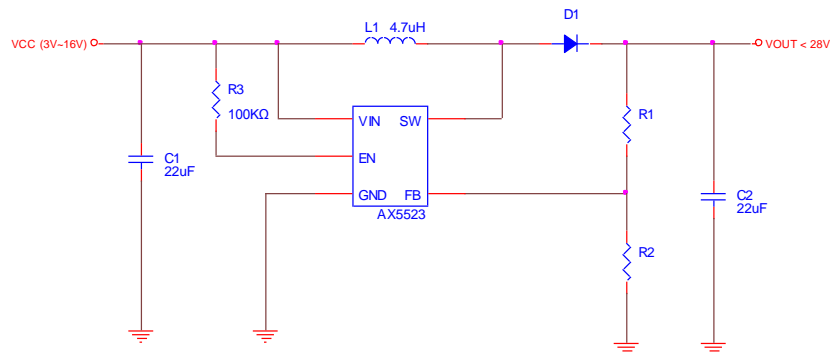 D1
L1 4.7uH
VCC (3V~16V)
VOUT < 28V
R3
100KΩ
VIN SW
R1
C1
22uF
EN
GND FB
C2
22uF
AX5523
R2